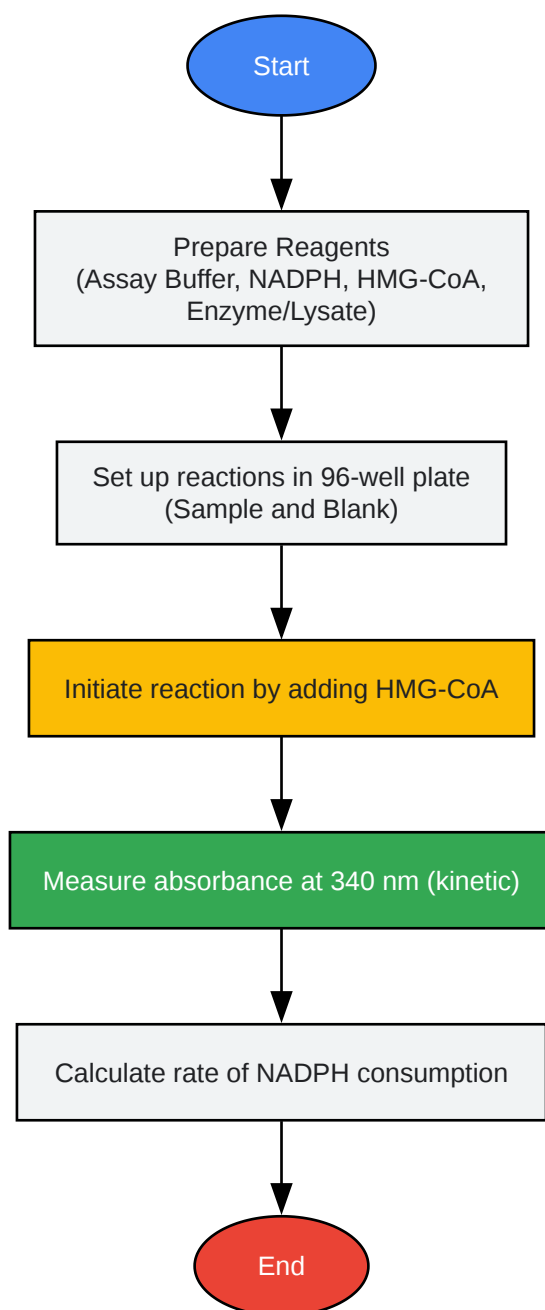 Start
Prepare Reagents
(Assay Buffer, NADPH, HMG-CoA,
Enzyme/Lysate)
Set up reactions in 96-well plate
(Sample and Blank)
Initiate reaction by adding HMG-CoA
Measure absorbance at 340 nm (kinetic)
Calculate rate of NADPH consumption
End